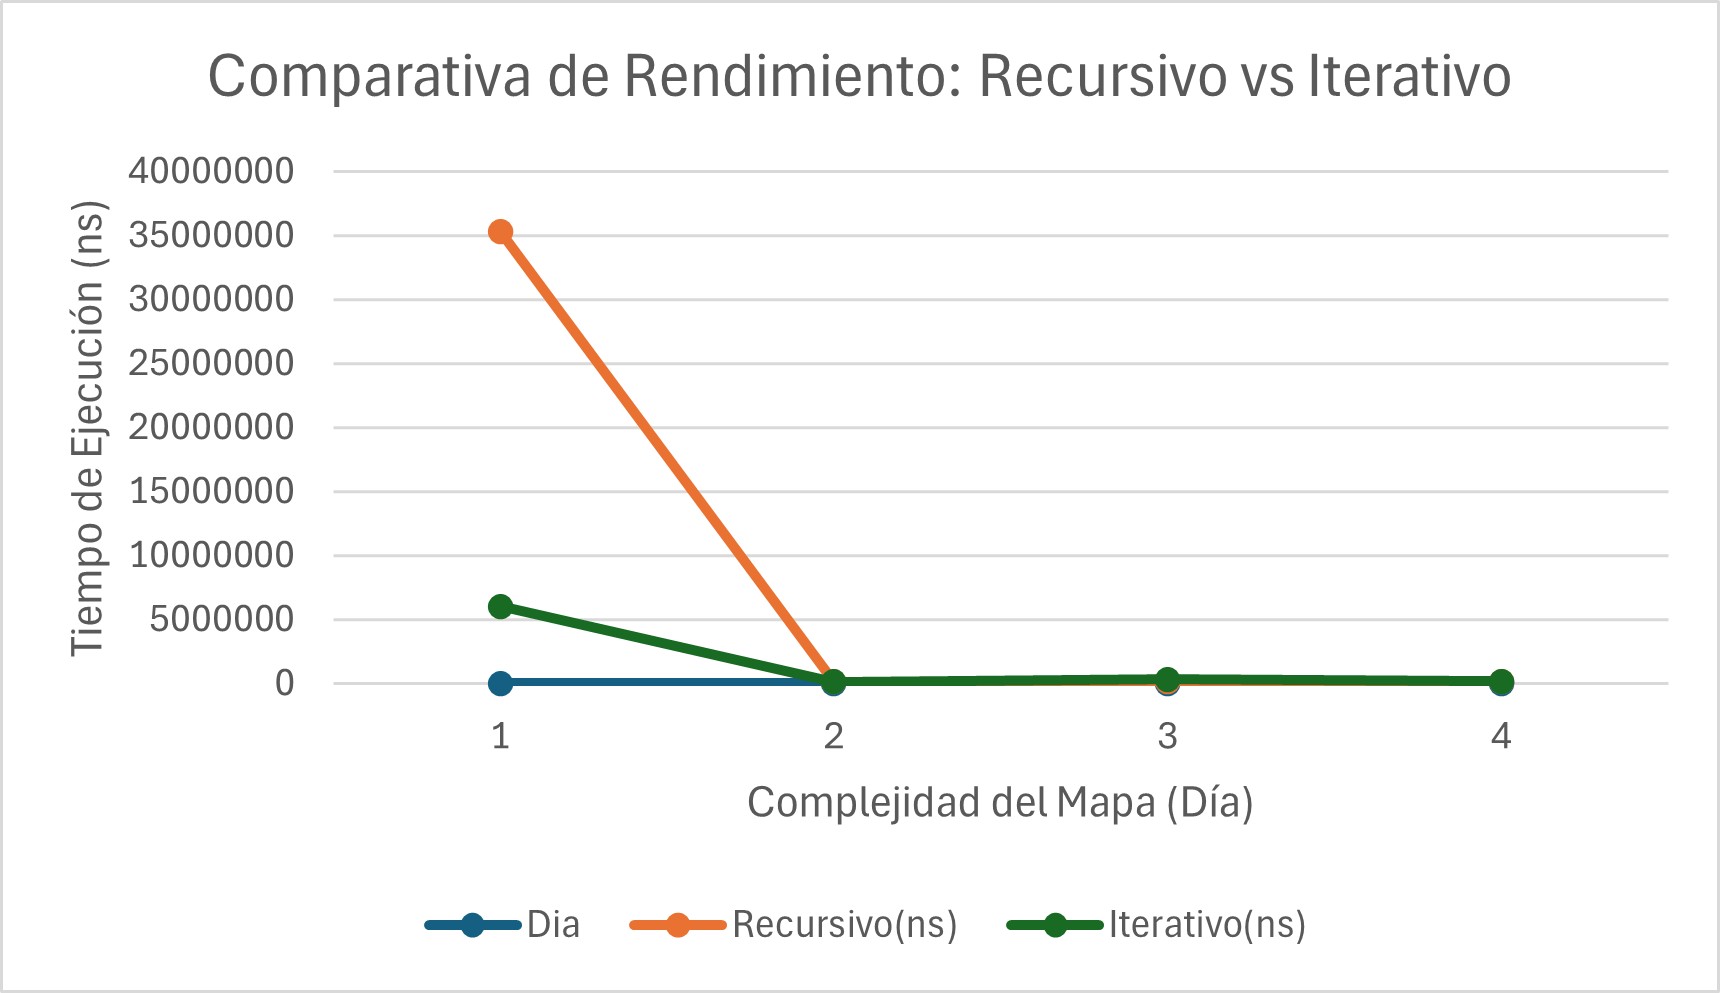 Comparativa de Rendimiento: Recursivo vs Iterativo
Tiempo de Ejecución (ns)
40000000
35000000
30000000
25000000
20000000
15000000
10000000
5000000
0
1 2 3 4
Complejidad del Mapa (Día)
Dia Recursivo(ns) Iterativo(ns)